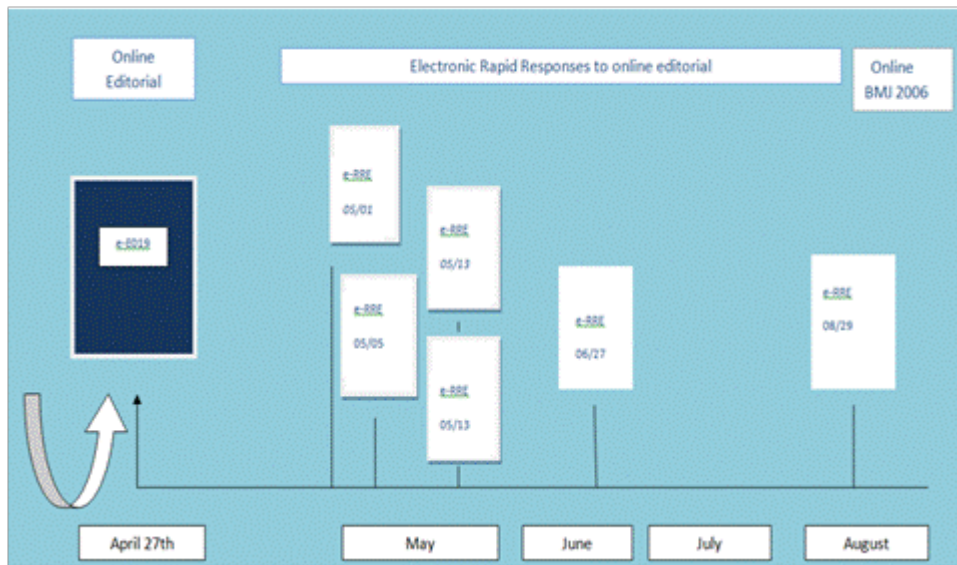 Online
Editorial
Electronic Rapid Responses to online editorial
Online
BMJ 2006
e-ED19
e-RRE
05/01
e-RRE
05/13
e-RRE
05/05
e-RRE
05/13
e-RRE
06/27
e-RRE
08/29
April 27th
May
June
July
August